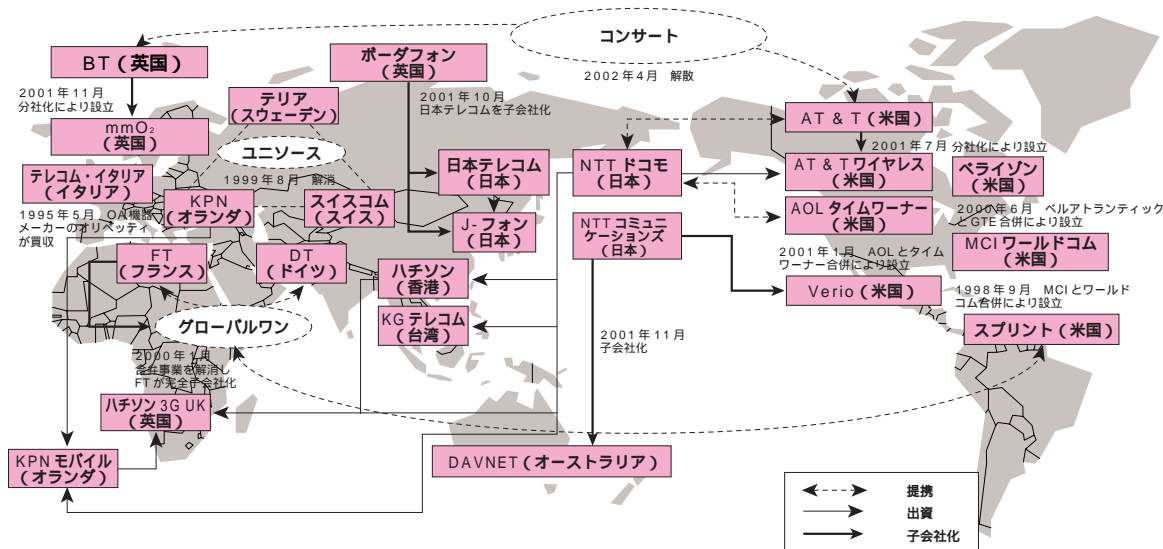 コンサート
2002年4月 解散
BT(英国)
2001年11月
分社化により設立
mmO₂
(英国)
ボーダフォン
(英国)
2001年10月
日本テレコムを子会社化
テリア
(スウェーデン)
ユニソース
1999年8月 解消
テレコム・イタリア
(イタリア)
1995年5月 OA機器
メーカーのオリベッティ
が買収
KPN
(オランダ)
スイスコム
(スイス)
日本テレコム
(日本)
J-フォン
(日本)
FT
(フランス)
DT
(ドイツ)
グローバルワン
2000年1月
合弁事業を解消し
FTが完全子会社化
ハチソン
(香港)
KGテレコム
(台湾)
ハチソン3G UK
(英国)
KPNモバイル
(オランダ)
NTTドコモ
(日本)
NTTコミュニ
ケーションズ
(日本)
2001年11月
子会社化
DAVNET(オーストラリア)
AT&T(米国)
2001年7月 分社化により設立
AT&Tワイヤレス
(米国)
AOLタイムワーナー
(米国)
2001年1月 AOLとタイム
ワーナー合併により設立
Verio(米国)
ベライゾン
(米国)
2000年6月 ベルアトランティック
とGTE合併により設立
MCIワールドコム
(米国)
1998年9月 MCIとワールド
コム合併により設立
スプリント(米国)
提携
出資
子会社化